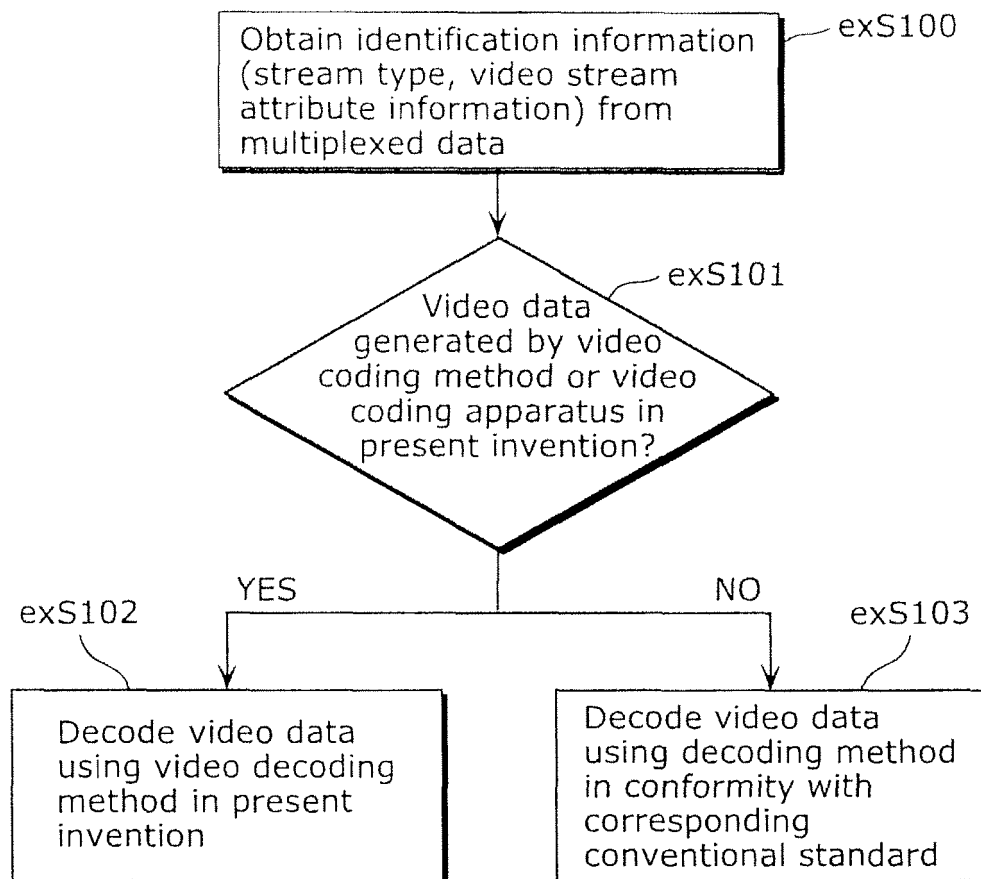 Obtain identification information
(stream type, video stream
attribute information) from
multiplexed data
exS100
exS101
Video data
generated by video
coding method or video
coding apparatus in
present invention?
YES
NO
exS102
exS103
Decode video data
using video decoding
method in present
invention
Decode video data
using decoding method
in conformity with
corresponding
conventional standard